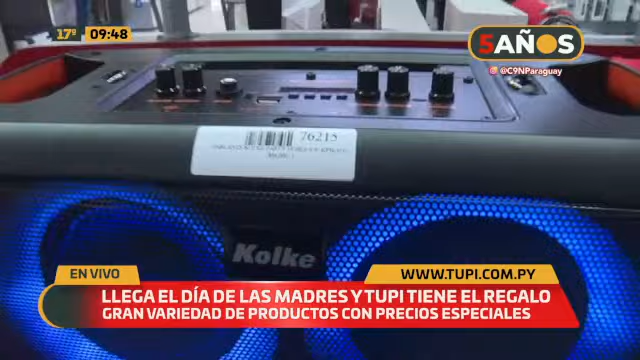 17º 09:48
5AÑOS
@C9NParaguay
76215
Kolke
EN VIVO
WWW.TUPI.COM.PY
LLEGA EL DÍA DE LAS MADRES Y TUPI TIENE EL REGALO
GRAN VARIEDAD DE PRODUCTOS CON PRECIOS ESPECIALES